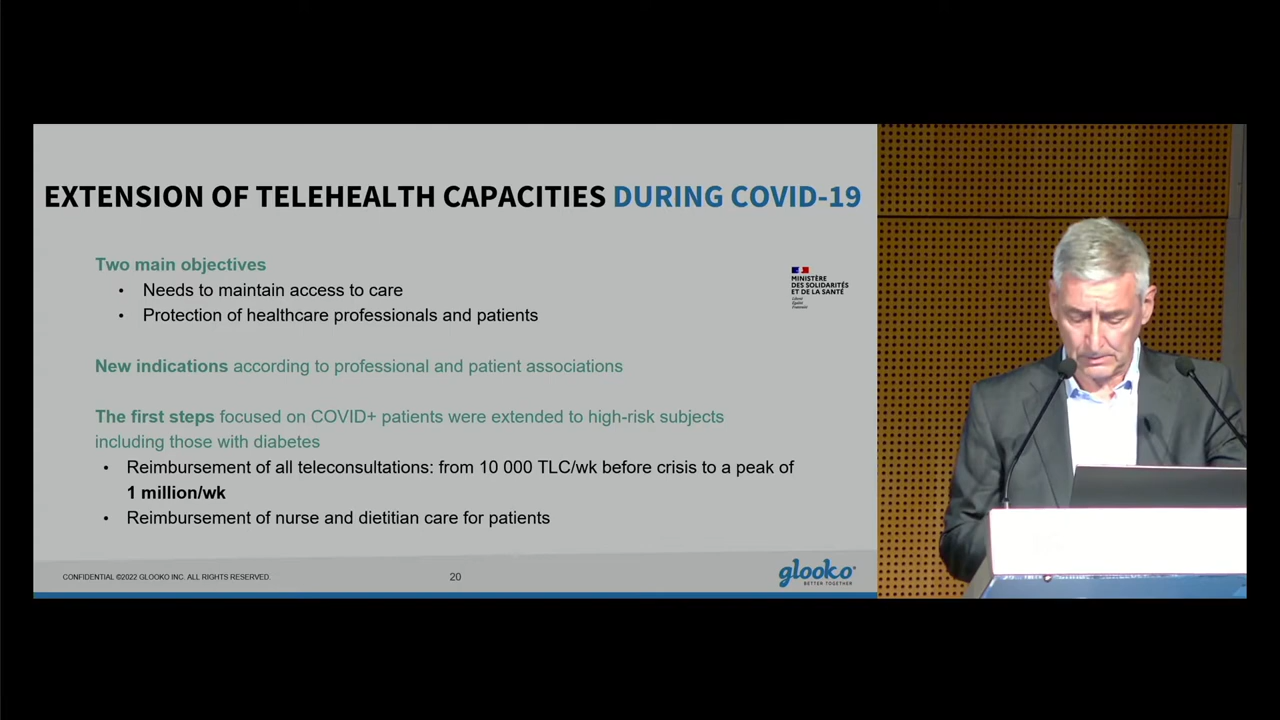 EXTENSION OF TELEHEALTH CAPACITIES DURING COVID-19
Two main objectives
• Needs to maintain access to care
• Protection of healthcare professionals and patients
MINISTÈRE
DES SOLIDARITÉS
ET DE LA SANTÉ
Liberté
Égalité
Fraternité
New indications according to professional and patient associations
The first steps focused on COVID+ patients were extended to high-risk subjects
including those with diabetes
• Reimbursement of all teleconsultations: from 10 000 TLC/wk before crisis to a peak of
1 million/wk
• Reimbursement of nurse and dietitian care for patients
CONFIDENTIAL ©2022 GLOOKO INC. ALL RIGHTS RESERVED.
20
glooko
BETTER TOGETHER